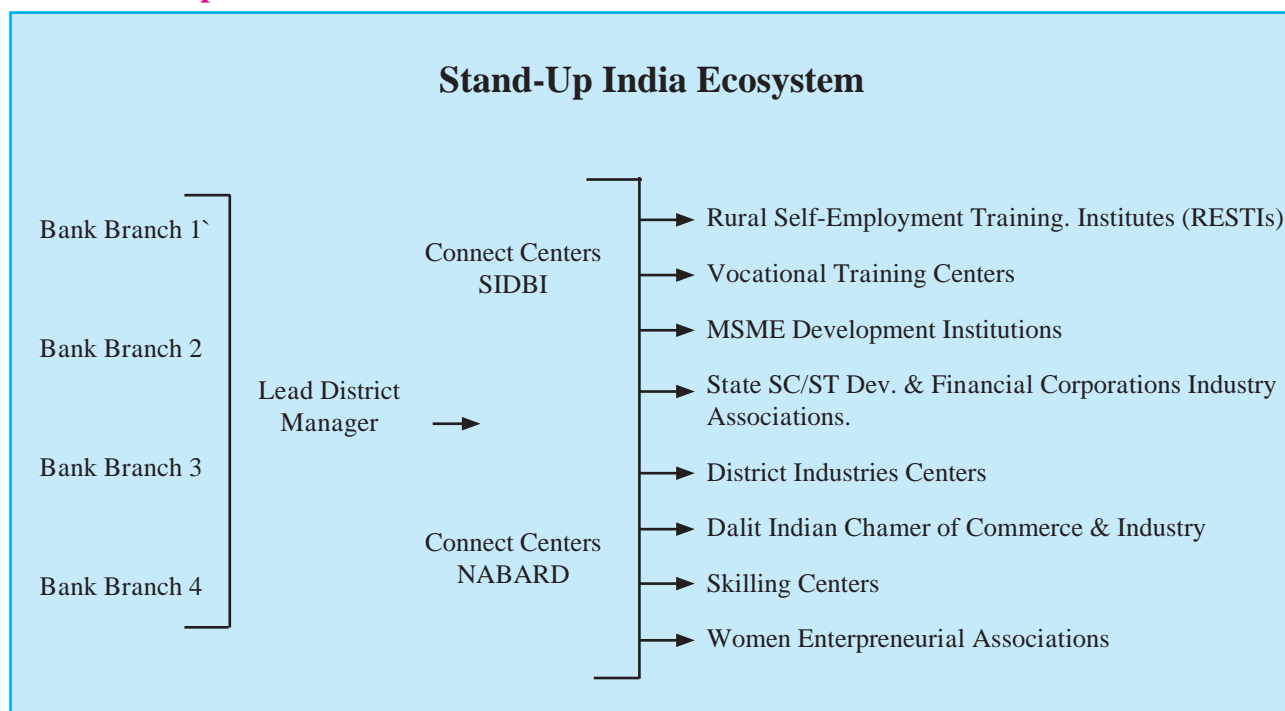 Stand-Up India Ecosystem
Bank Branch 1`
Bank Branch 2
Bank Branch 3
Bank Branch 4
Lead District
Manager
Connect Centers
SIDBI
Connect Centers
NABARD
Rural Self-Employment Training. Institutes (RESTIs)
Vocational Training Centers
MSME Development Institutions
State SC/ST Dev. & Financial Corporations Industry
Associations.
District Industries Centers
Dalit Indian Chamer of Commerce & Industry
Skilling Centers
Women Enterpreneurial Associations